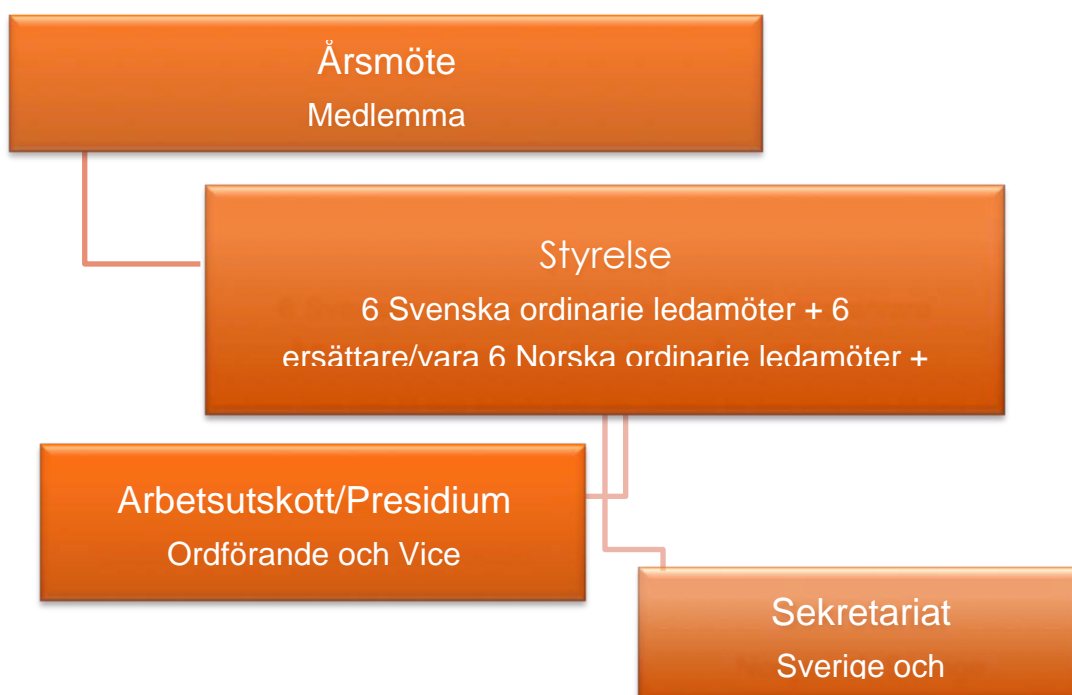 Årsmöte
Medlemma
Styrelse
6 Svenska ordinarie ledamöter + 6
ersättare/vara 6 Norska ordinarie ledamöter +
Arbetsutskott/Presidium
Ordförande och Vice
Sekretariat
Sverige och